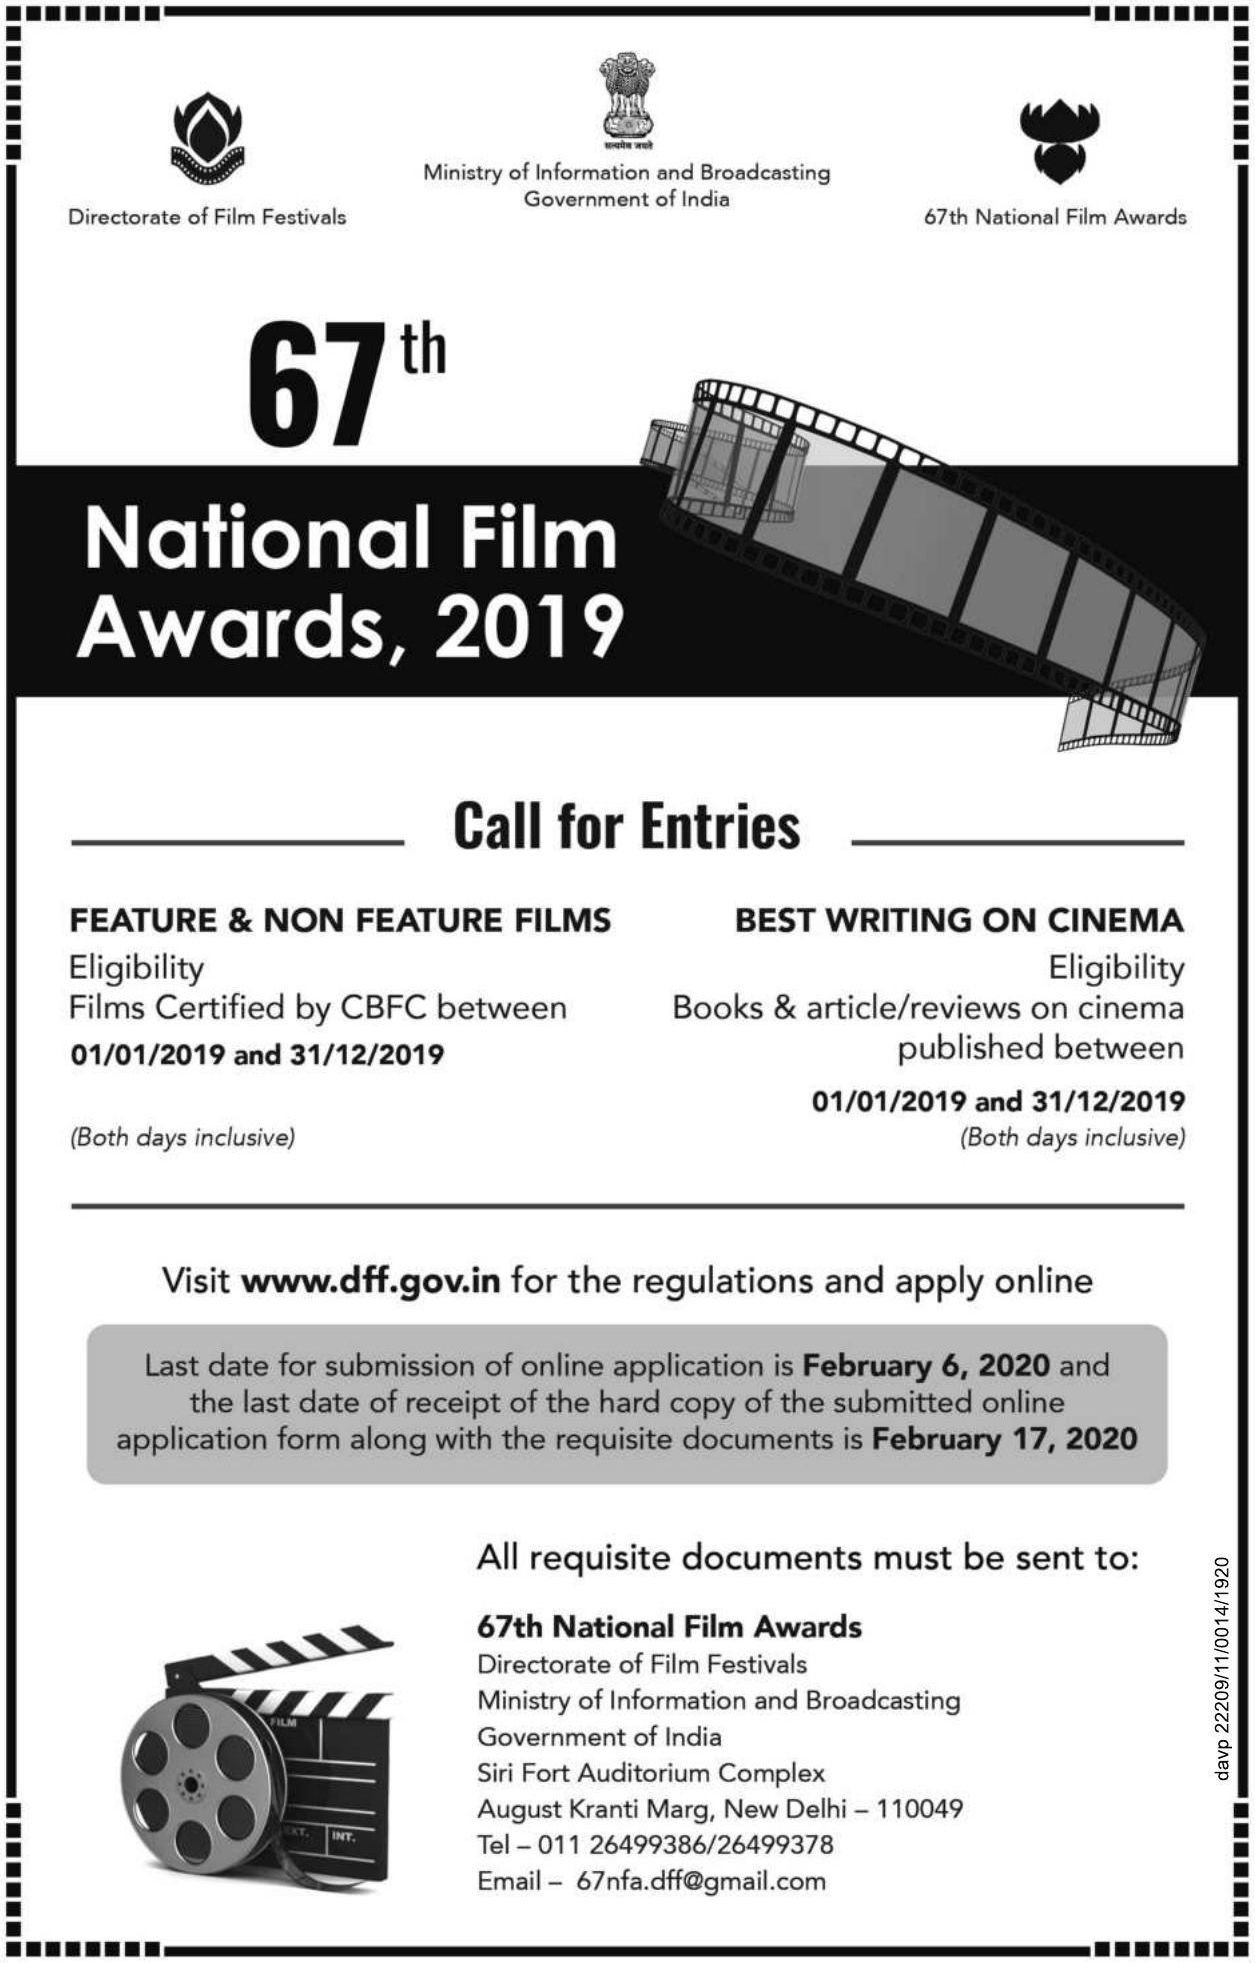 सत्यमेव जयते
Ministry of Information and Broadcasting
Government of India
Directorate of Film Festivals
67th National Film Awards
67th
National Film
Awards, 2019
Call for Entries
FEATURE & NON FEATURE FILMS
Eligibility
Films Certified by CBFC between
01/01/2019 and 31/12/2019
(Both days inclusive)
BEST WRITING ON CINEMA
Eligibility
Books & article/reviews on cinema
published between
01/01/2019 and 31/12/2019
(Both days inclusive)
Visit www.dff.gov.in for the regulations and apply online
Last date for submission of online application is February 6, 2020 and
the last date of receipt of the hard copy of the submitted online
application form along with the requisite documents is February 17, 2020
All requisite documents must be sent to:
67th National Film Awards
Directorate of Film Festivals
Ministry of Information and Broadcasting
Government of India
Siri Fort Auditorium Complex
August Kranti Marg, New Delhi – 110049
Tel – 011 26499386/26499378
Email – 67nfa.dff@gmail.com
FILM
EXT.
INT.
davp 22209/11/0014/1920